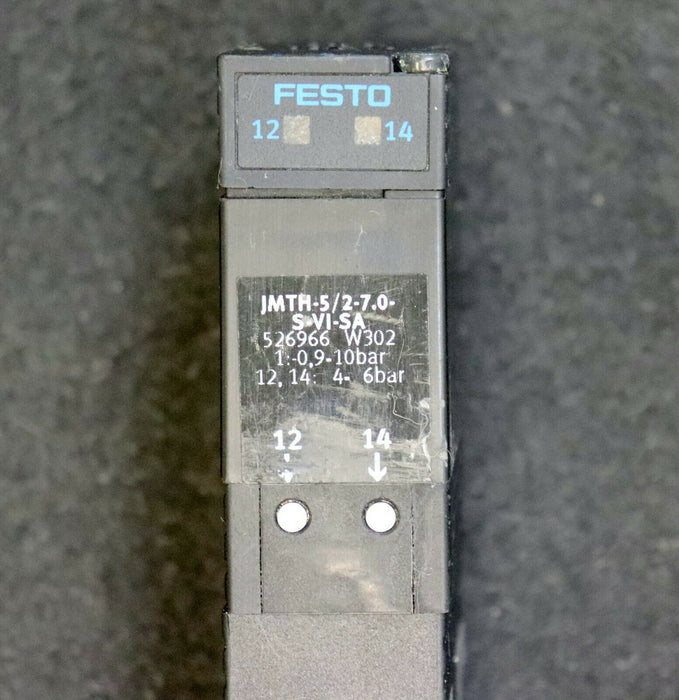 FESTO
12 14
JMTH-5/2-7.0-
S-VI-SA
526966 W302
1:-0,9-10bar
12, 14: 4- 6bar
12 14